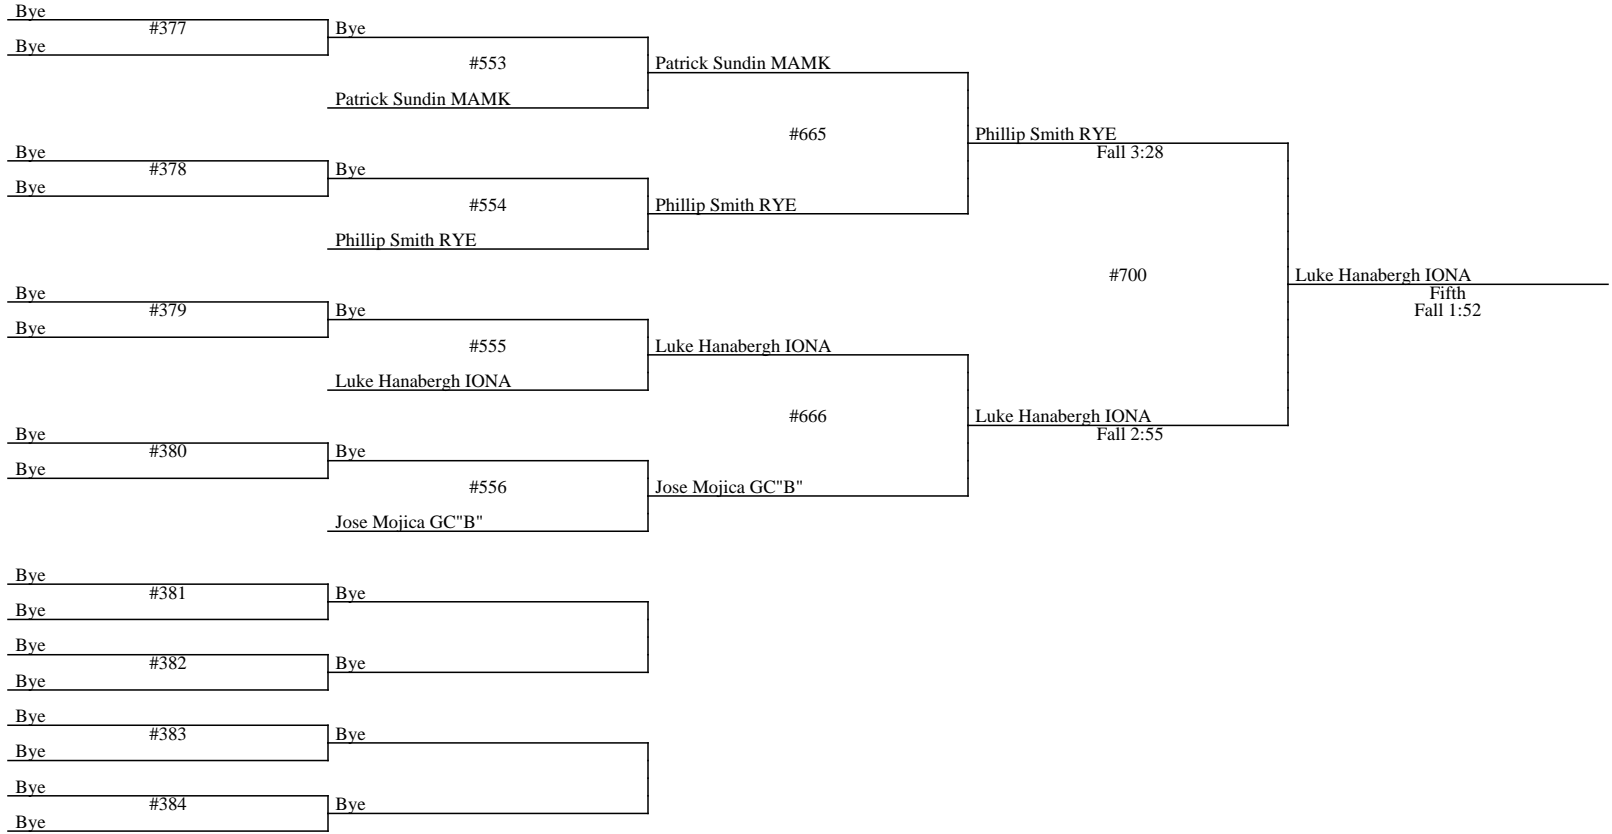 Bye
#377
Bye
Bye
#553
Patrick Sundin MAMK
Patrick Sundin MAMK
#665
Bye
#378
Bye
Bye
#554
Phillip Smith RYE
Phillip Smith RYE
Phillip Smith RYE
Fall 3:28
#700
Bye
#379
Bye
Bye
#555
Luke Hanabergh IONA
Luke Hanabergh IONA
#666
Bye
#380
Bye
Bye
#556
Jose Mojica GC"B"
Jose Mojica GC"B"
Luke Hanabergh IONA
Fall 2:55
Luke Hanabergh IONA
Fifth
Fall 1:52
Bye
#381
Bye
Bye
Bye
#382
Bye
Bye
Bye
#383
Bye
Bye
Bye
#384
Bye
Bye